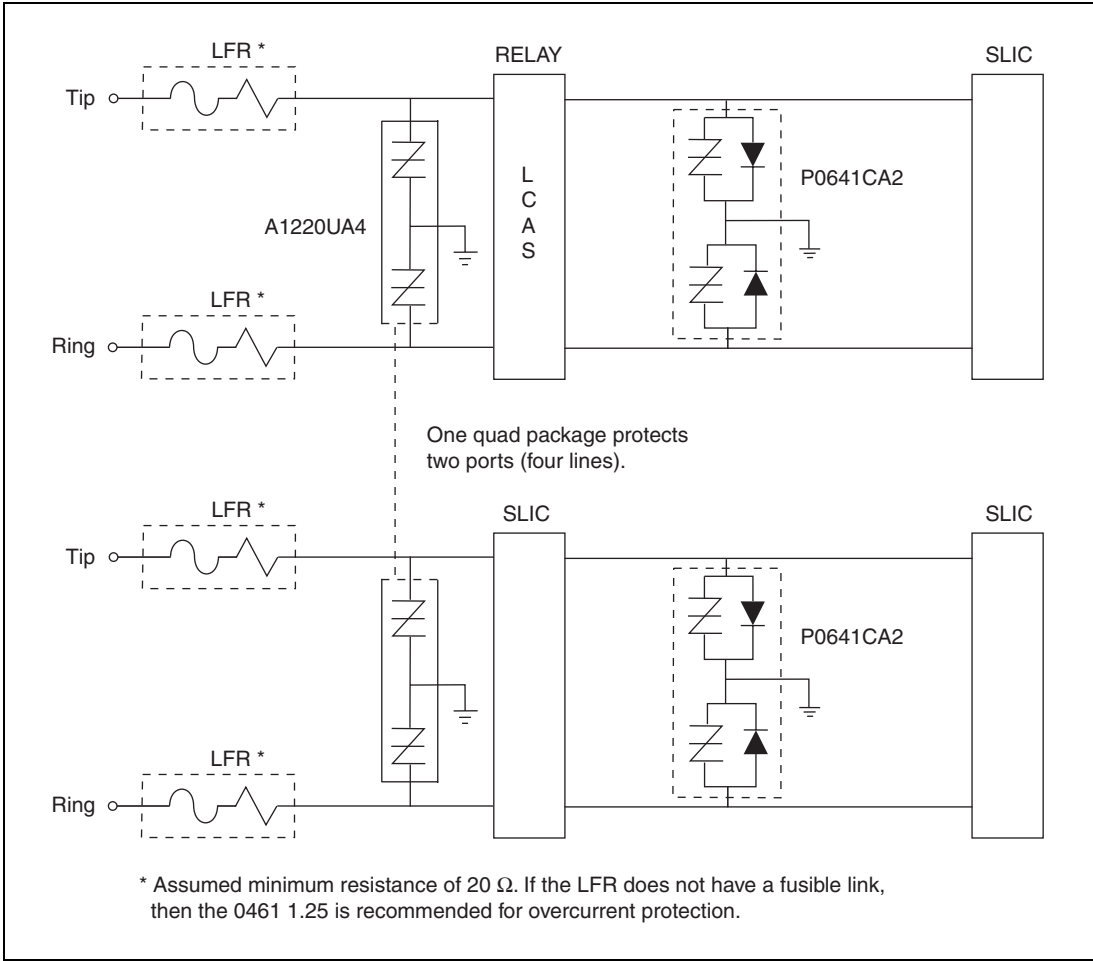 LFR *
RELAY
SLIC
Tip
A1220UA4
L
C
A
S
P0641CA2
LFR *
Ring
One quad package protects
two ports (four lines).
LFR *
SLIC
SLIC
Tip
P0641CA2
LFR *
Ring
* Assumed minimum resistance of 20 Ω. If the LFR does not have a fusible link,
then the 0461 1.25 is recommended for overcurrent protection.